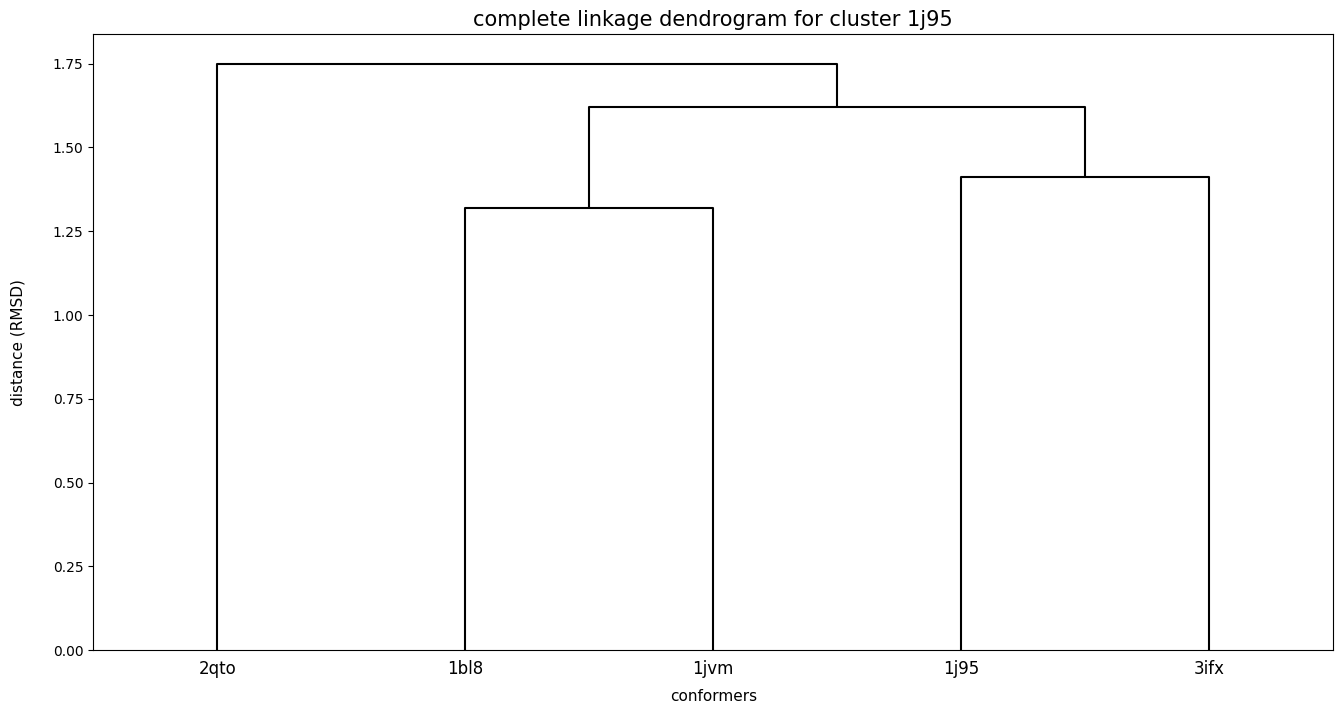 complete linkage dendrogram for cluster 1j95
1.75
1.50
1.25
1.00
0.75
0.50
0.25
0.00
distance (RMSD)
2qto 1bl8 1jvm 1j95 3ifx
conformers